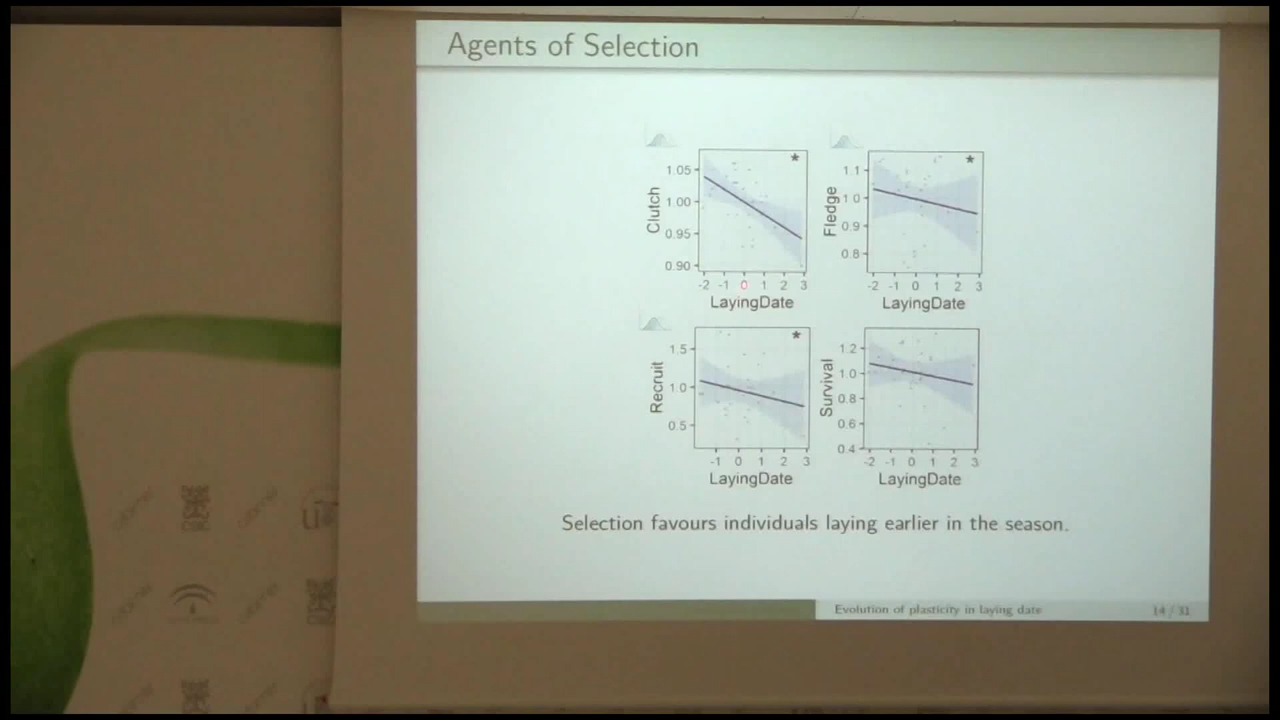 Agents of Selection
*
1.05
1.00
0.95
0.90
Clutch
-2 -1 0 1 2 3
LayingDate
*
1.1
1.0
0.9
0.8
Fledge
-2 -1 0 1 2 3
LayingDate
*
1.5
1.0
0.5
Recruit
-1 0 1 2 3
LayingDate
1.2
1.0
0.8
0.6
0.4
Survival
-2 -1 0 1 2 3
LayingDate
Selection favours individuals laying earlier in the season.
Evolution of plasticity in laying date
14 / 31